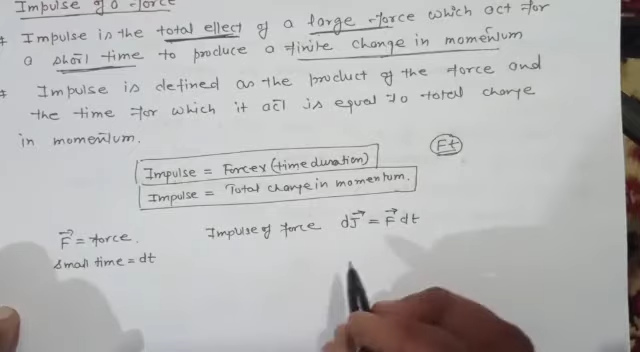 Impulse of a force
* Impulse is the total effect of a large force which act for
a short time to produce a finite change in momentum
* Impulse is defined as the product of the force and
the time for which it act is equal to total change
in momentum.
Ft
Impulse = Force x (time duration)
Impulse = Total change in momentum.
F⃗ = force. Impulse of force dJ⃗ = F⃗ dt
small time = dt